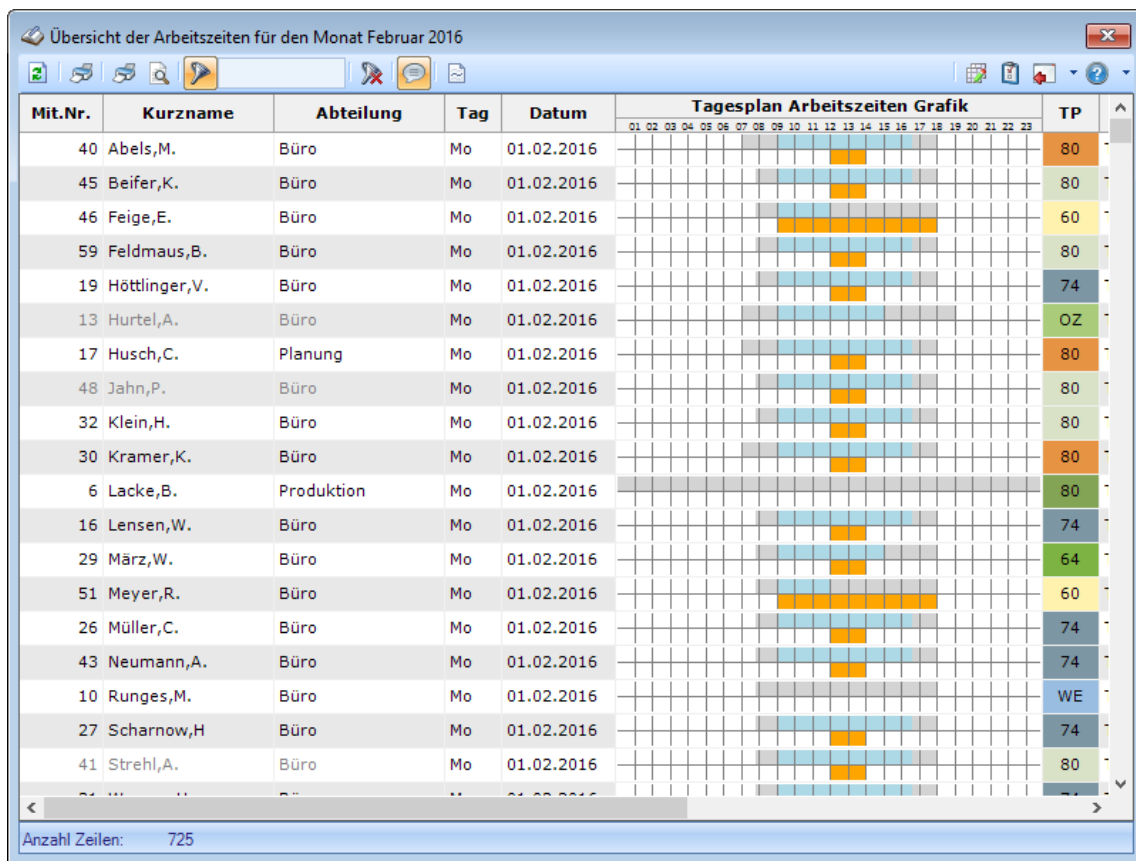 Übersicht der Arbeitszeiten für den Monat Februar 2016
Mit.Nr. Kurzname Abteilung Tag Datum Tagesplan Arbeitszeiten Grafik TP
01 02 03 04 05 06 07 08 09 10 11 12 13 14 15 16 17 18 19 20 21 22 23
40 Abels,M. Büro Mo 01.02.2016 80
45 Beifer,K. Büro Mo 01.02.2016 80
46 Feige,E. Büro Mo 01.02.2016 60
59 Feldmaus,B. Büro Mo 01.02.2016 80
19 Höttlinger,V. Büro Mo 01.02.2016 74
13 Hurtel,A. Büro Mo 01.02.2016 OZ
17 Husch,C. Planung Mo 01.02.2016 80
48 Jahn,P. Büro Mo 01.02.2016 80
32 Klein,H. Büro Mo 01.02.2016 80
30 Kramer,K. Büro Mo 01.02.2016 80
6 Lacke,B. Produktion Mo 01.02.2016 80
16 Lensen,W. Büro Mo 01.02.2016 74
29 März,W. Büro Mo 01.02.2016 64
51 Meyer,R. Büro Mo 01.02.2016 60
26 Müller,C. Büro Mo 01.02.2016 74
43 Neumann,A. Büro Mo 01.02.2016 74
10 Runges,M. Büro Mo 01.02.2016 WE
27 Scharnow,H Büro Mo 01.02.2016 74
41 Strehl,A. Büro Mo 01.02.2016 80
Anzahl Zeilen: 725